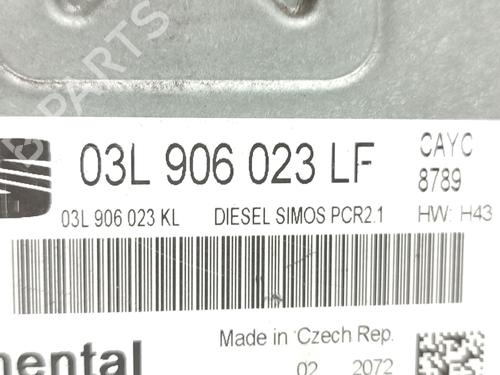 03L 906 023 LF
CAYC
8789
03L 906 023 KL
DIESEL SIMOS PCR2.1
HW: H43
Made in Czech Rep.
02 2072